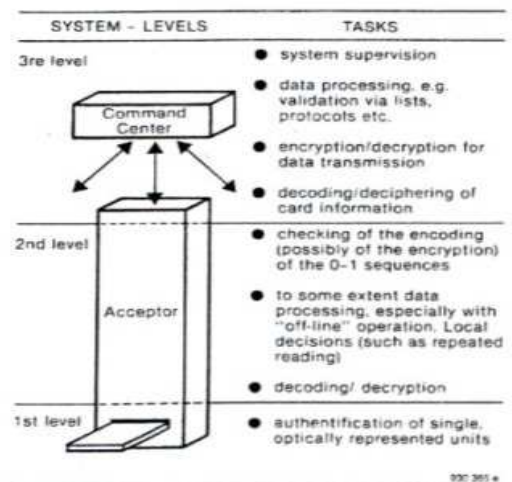 SYSTEM - LEVELS
TASKS
3re level
Command
Center
system supervision
data processing, e.g.
validation via lists,
protocols etc.
encryption/decryption for
data transmission
decoding/deciphering of
card information
2nd level
Acceptor
checking of the encoding
(possibly of the encryption)
of the 0-1 sequences
to some extent data
processing, especially with
"off-line" operation. Local
decisions (such as repeated
reading)
decoding/ decryption
1st level
authentification of single,
optically represented units